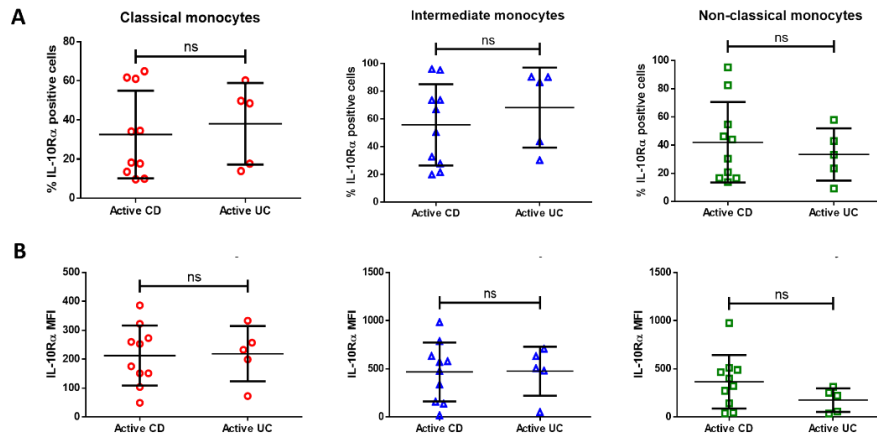 A
Classical monocytes
ns
% IL-10Rα positive cells
80
60
40
20
0
Active CD
Active UC
Intermediate monocytes
ns
% IL-10Rα positive cells
100
80
60
40
20
0
Active CD
Active UC
Non-classical monocytes
ns
% IL-10Rα positive cells
100
80
60
40
20
0
Active CD
Active UC
B
ns
IL-10Rα MFI
500
400
300
200
100
0
Active CD
Active UC
ns
IL-10Rα MFI
1500
1000
500
0
Active CD
Active UC
ns
IL-10Rα MFI
1500
1000
500
0
Active CD
Active UC